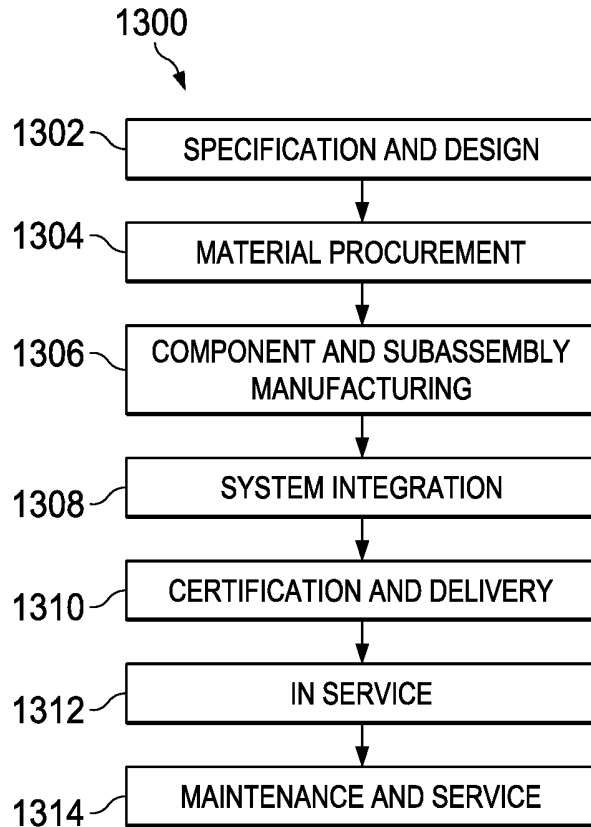 1300
1302
SPECIFICATION AND DESIGN
1304
MATERIAL PROCUREMENT
1306
COMPONENT AND SUBASSEMBLY
MANUFACTURING
1308
SYSTEM INTEGRATION
1310
CERTIFICATION AND DELIVERY
1312
IN SERVICE
1314
MAINTENANCE AND SERVICE